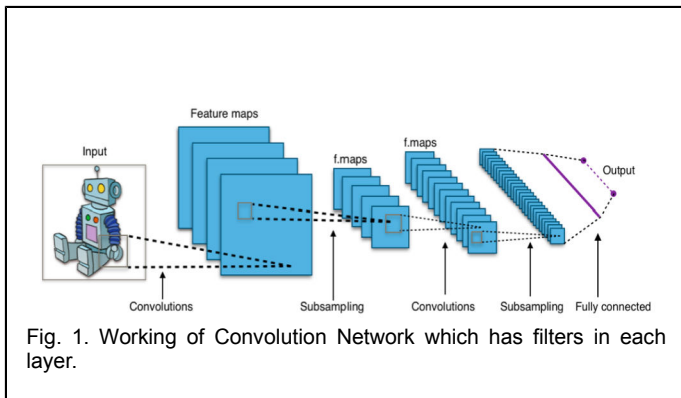 Feature maps
Input
f.maps
f.maps
Output
Convolutions
Subsampling
Convolutions
Subsampling
Fully connected
Fig. 1. Working of Convolution Network which has filters in each
layer.